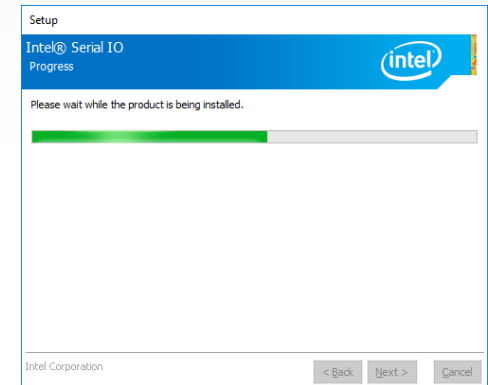 Setup
Intel® Serial IO
Progress
intel
Please wait while the product is being installed.
Intel Corporation
< Back Next > Cancel